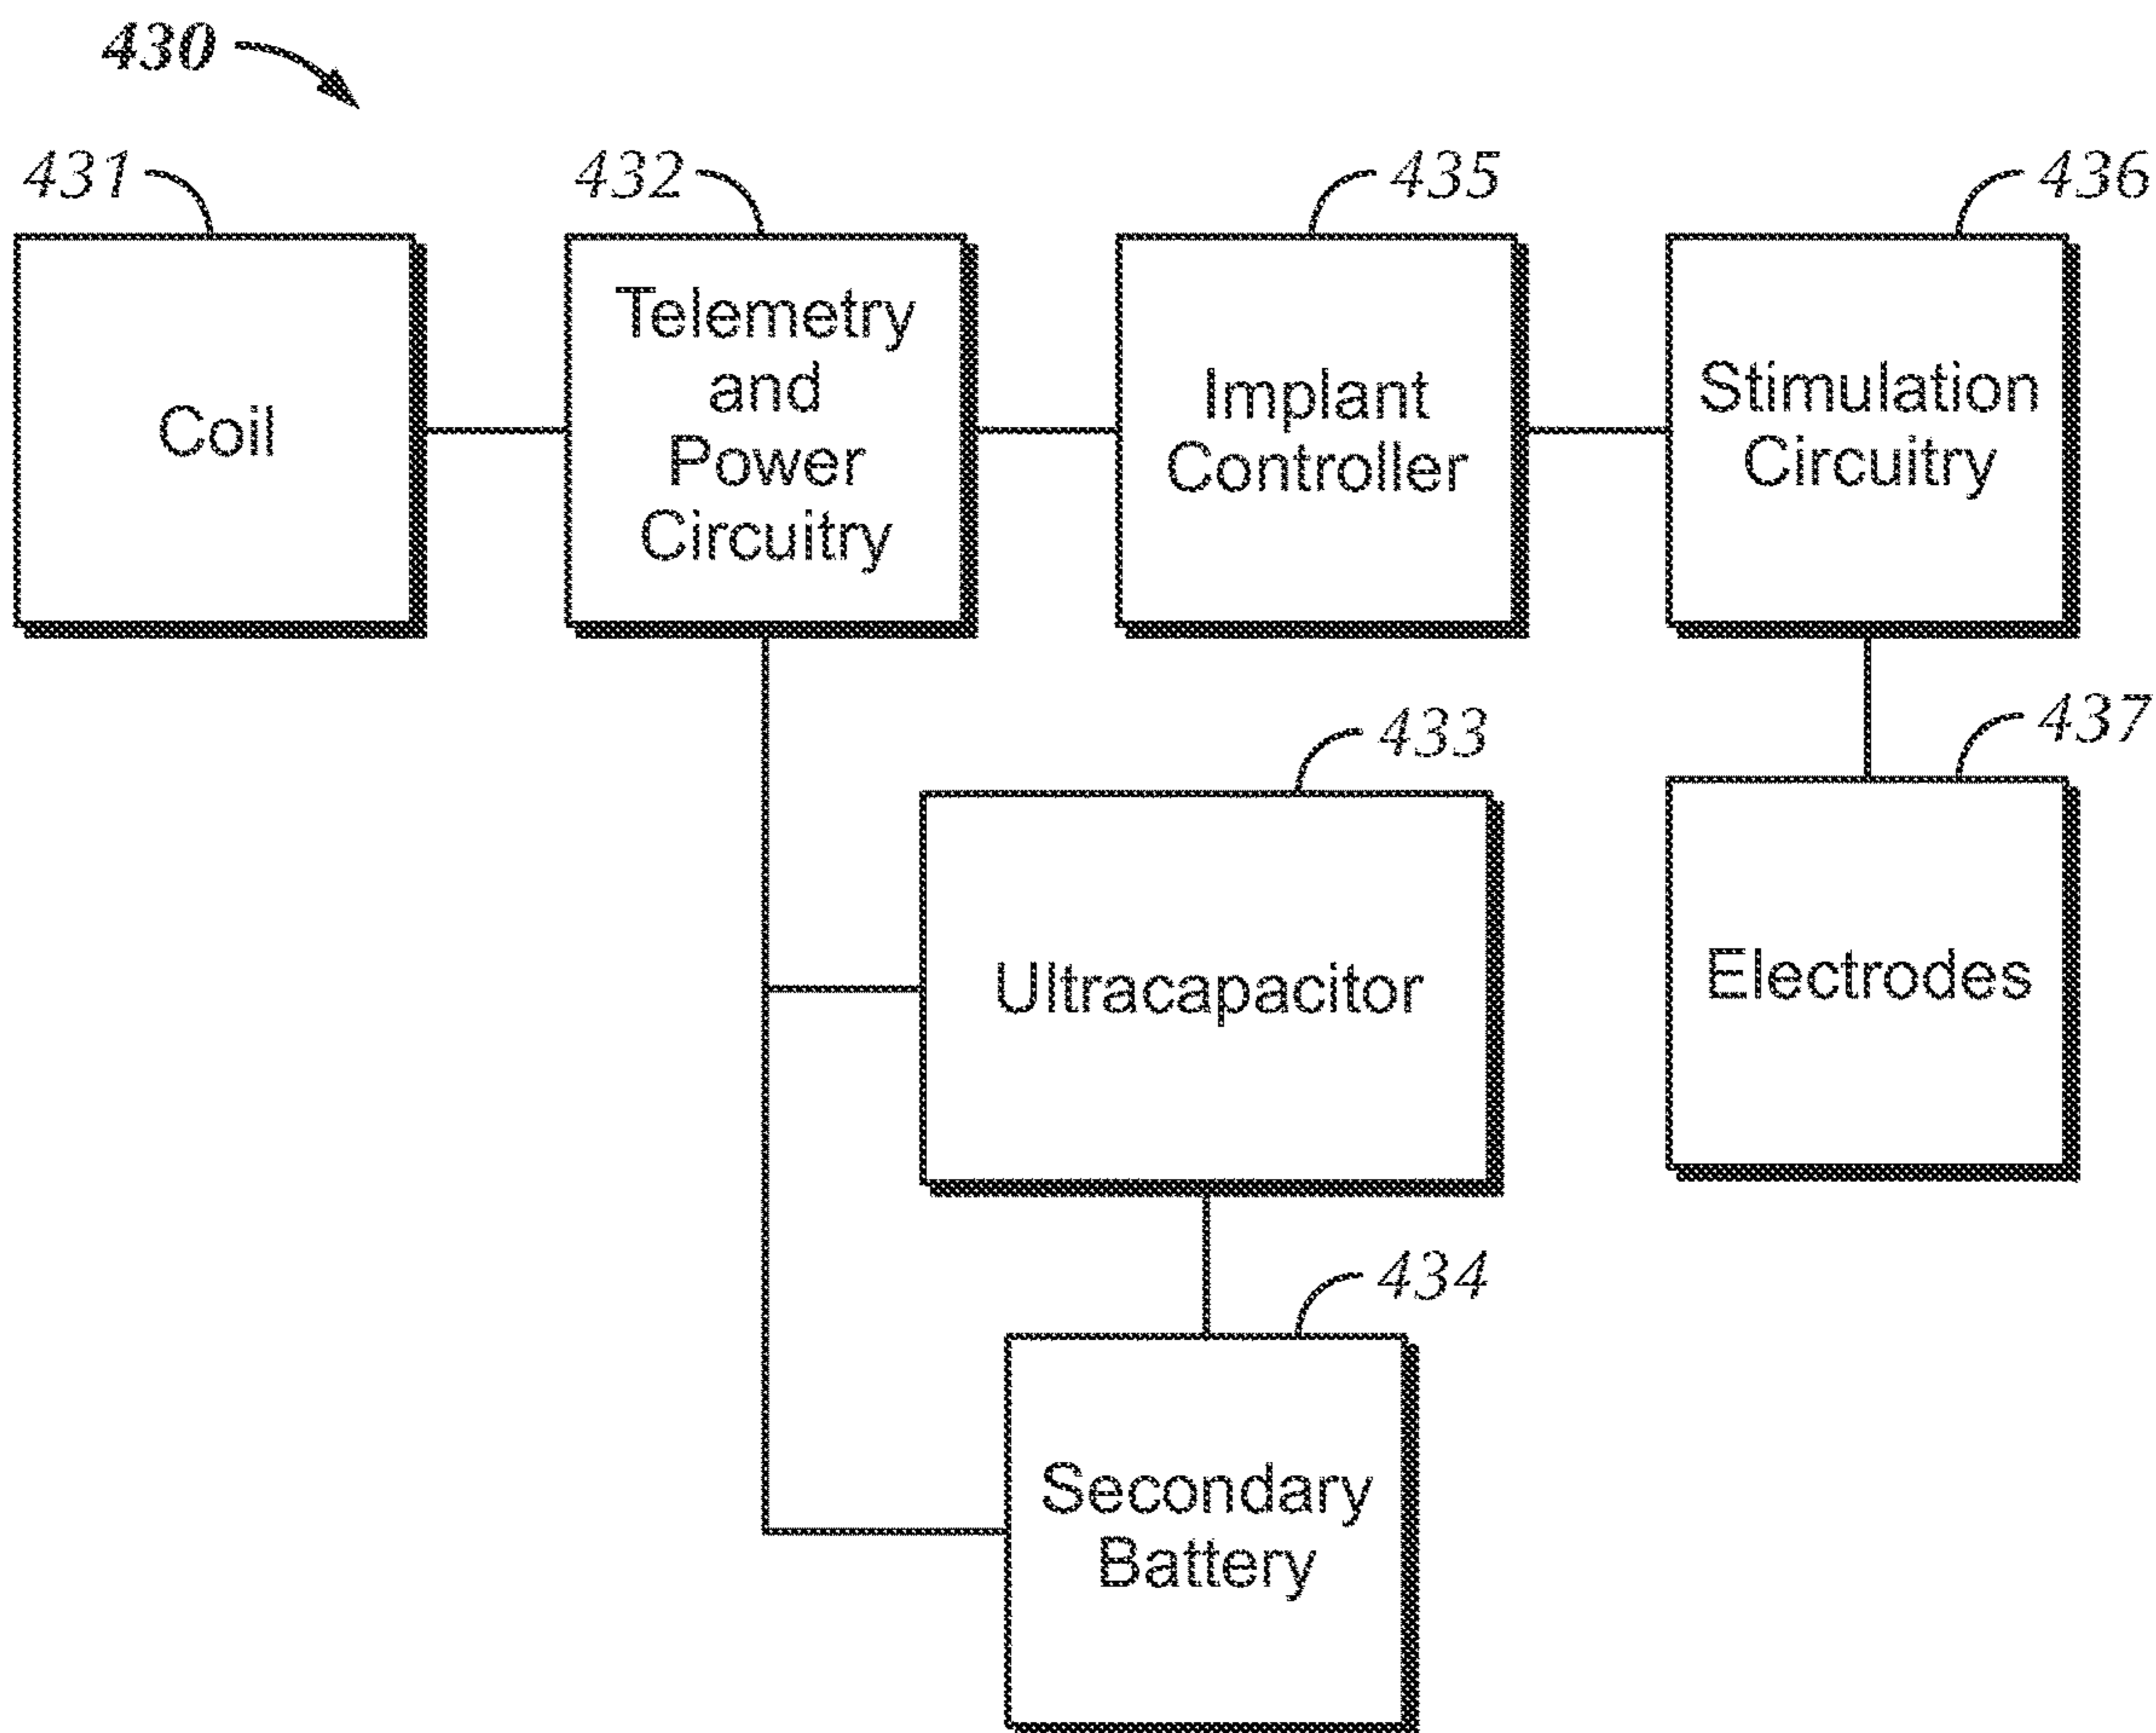 430
431
432
435
436
Coil
Telemetry
and
Power
Circuitry
Implant
Controller
Stimulation
Circuitry
433
437
Ultracapacitor
Electrodes
434
Secondary
Battery